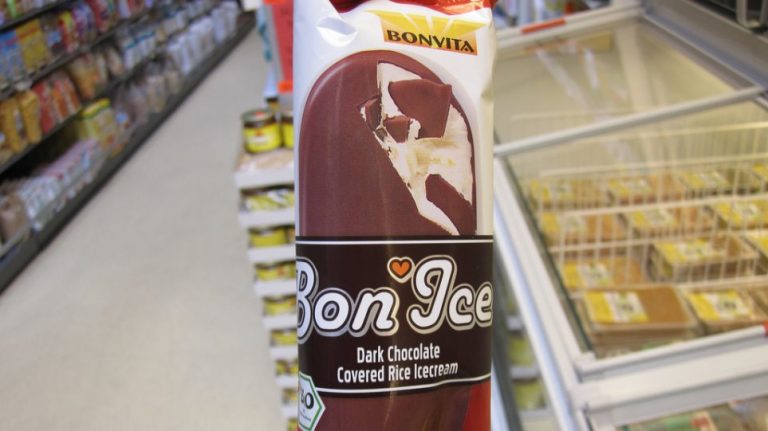 BONVITA
Bon Ice
Dark Chocolate
Covered Rice Icecream